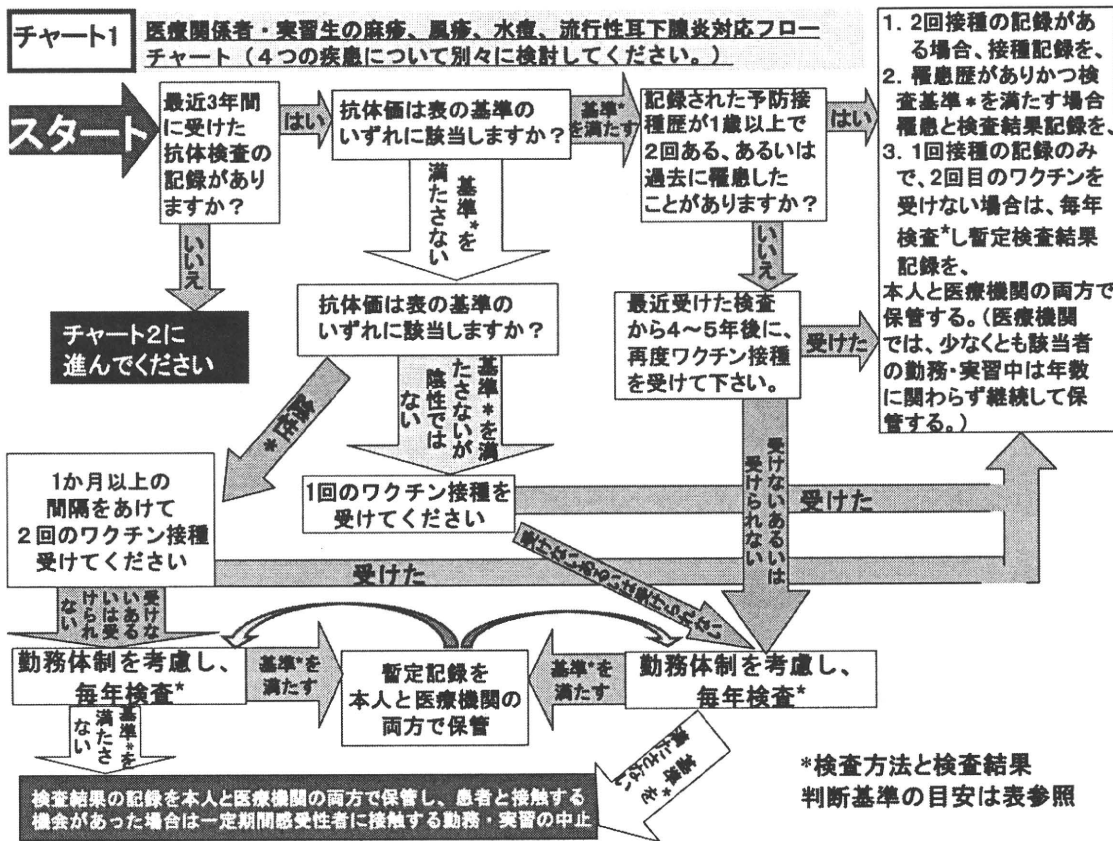 チャート1
医療関係者・実習生の麻疹、風疹、水痘、流行性耳下腺炎対応フロー
チャート（４つの疾患について別々に検討してください。）
スタート
最近3年間
に受けた
抗体検査の
記録があり
ますか？
はい
抗体価は表の基準の
いずれに該当しますか？
基準*
を満たす
記録された予防接
種歴が1歳以上で
2回ある、あるいは
過去に罹患した
ことがありますか？
はい
1. 2回接種の記録があ
る場合、接種記録を、
2. 罹患歴がありかつ検
査基準＊を満たす場合
罹患と検査結果記録を、
3. 1回接種の記録のみ
で、2回目のワクチンを
受けない場合は、毎年
検査*し暫定検査結果
記録を、
本人と医療機関の両方で
保管する。（医療機関
では、少なくとも該当者
の勤務・実習中は年数
に関わらず継続して保
管する。）
いいえ
基準*を
満たさない
いいえ
チャート2に
進んでください
抗体価は表の基準の
いずれに該当しますか？
最近受けた検査
から4～5年後に、
再度ワクチン接種
を受けて下さい。
受けた
陰性*
基準*を満
たさないが
陰性では
ない
受けないあるいは
受けられない
1か月以上の
間隔をあけて
2回のワクチン接種
受けてください
1回のワクチン接種を
受けてください
受けた
受けないあるいは受けられない
受けた
受けな
いある
いは受
けられ
ない
勤務体制を考慮し、
毎年検査*
基準*を
満たす
暫定記録を
本人と医療機関の
両方で保管
基準*を
満たす
勤務体制を考慮し、
毎年検査*
基準*を
満たさ
ない
基準*を
満たさない
検査結果の記録を本人と医療機関の両方で保管し、患者と接触する
機会があった場合は一定期間感受性者に接触する勤務・実習の中止
*検査方法と検査結果
判断基準の目安は表参照